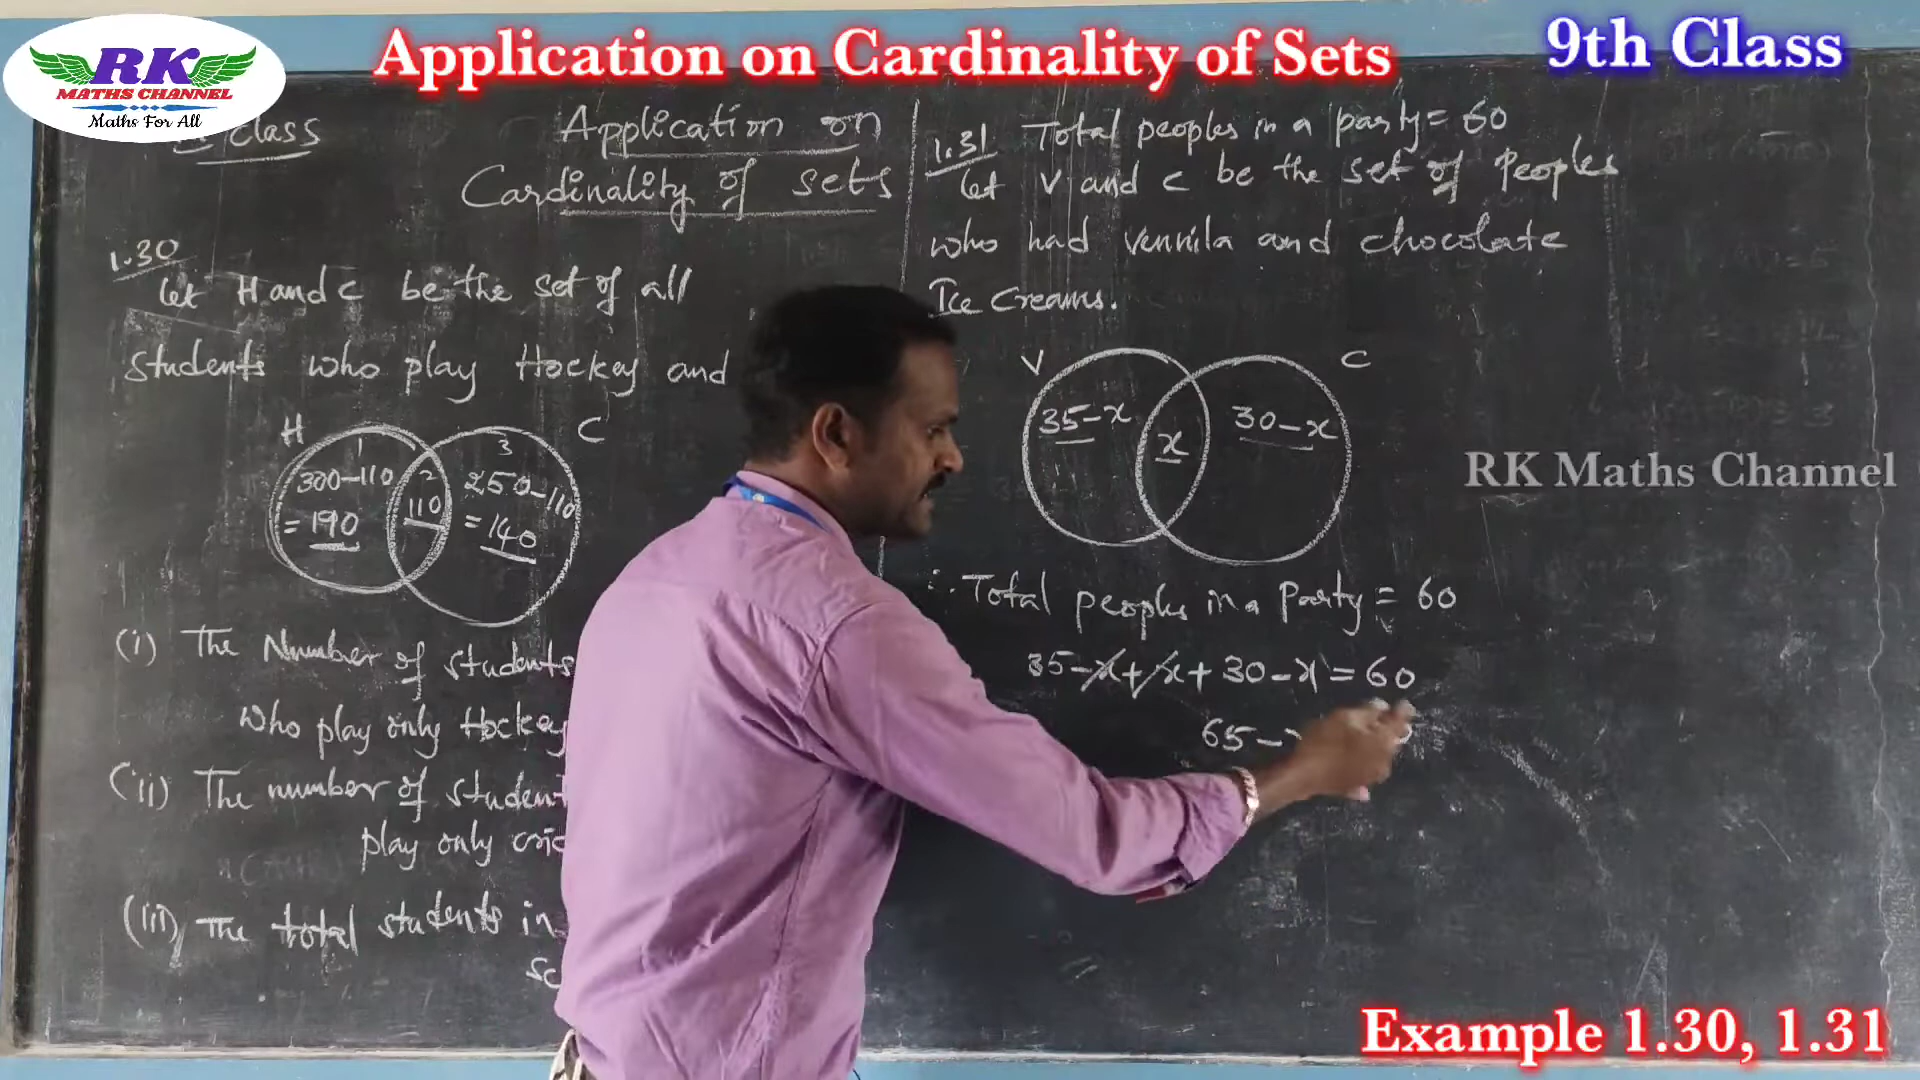 RK
MATHS CHANNEL
Maths For All
Application on Cardinality of Sets
9th Class
class
Application on
Cardinality of sets
1.30
let H and C be the set of all
students who play Hockey and
H
C
1
300-110
= 190
2
110
3
250-110
= 140
(i) The Number of students
who play only Hockey
(ii) The number of student
play only cric
(iii) The total students in
sc
1.31 Total peoples in a party = 60
let V and C be the set of Peoples
who had vennila and chocolate
Ice Creams.
V
C
35-x
x
30-x
∴ Total peoples in a Party = 60
35-x+x+30-x=60
65-
RK Maths Channel
Example 1.30, 1.31